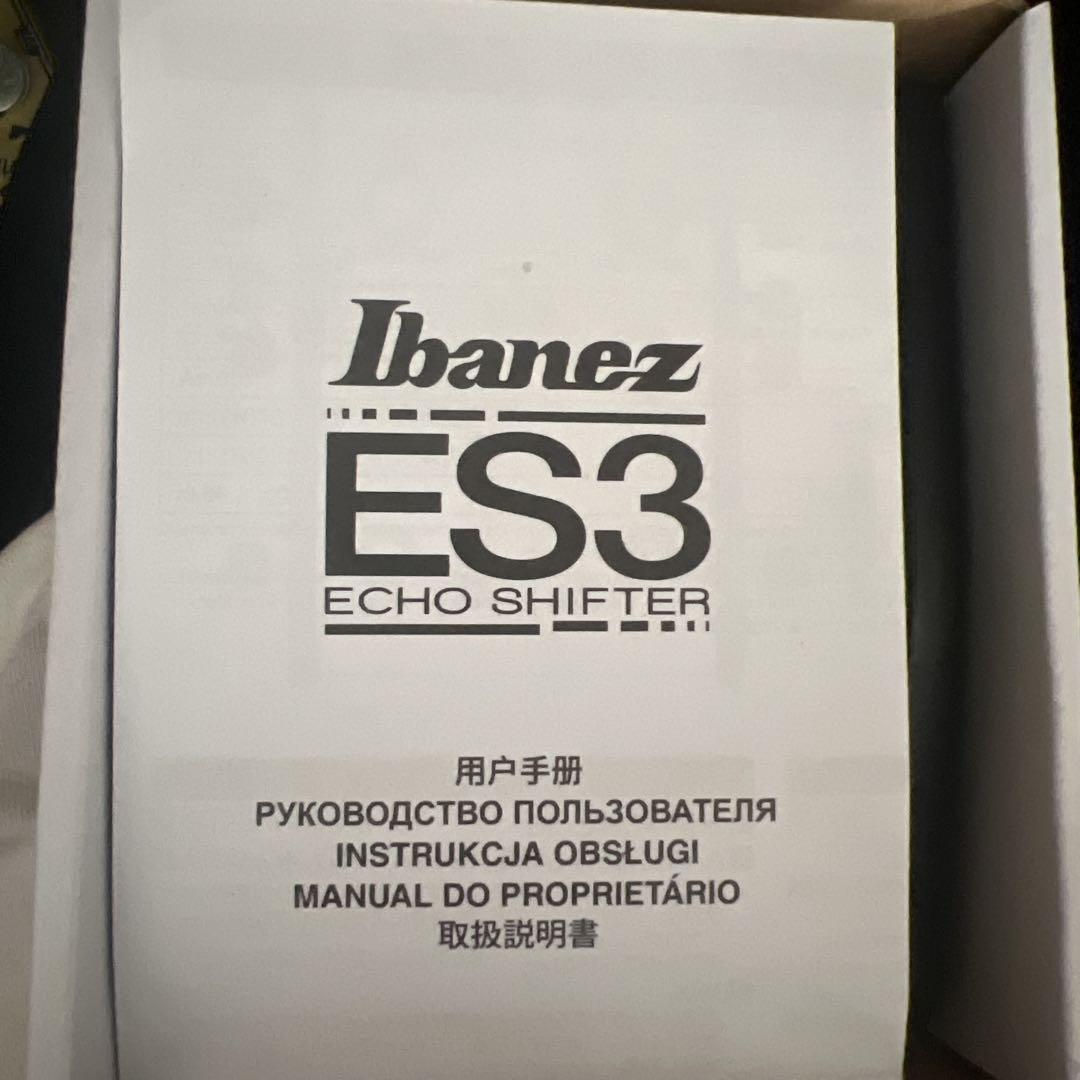 Ibanez
ES3
ECHO SHIFTER
用户手册
РУКОВОДСТВО ПОЛЬЗОВАТЕЛЯ
INSTRUKCJA OBSŁUGI
MANUAL DO PROPRIETÁRIO
取扱説明書